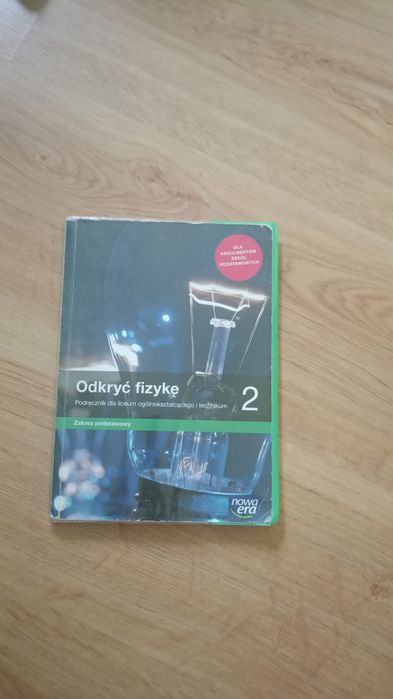 DLA
ABSOLWENTÓW
SZKÓŁ
PODSTAWOWYCH
Odkryć fizykę
Podręcznik dla liceum ogólnokształcącego i technikum
2
Zakres podstawowy
nowa
era